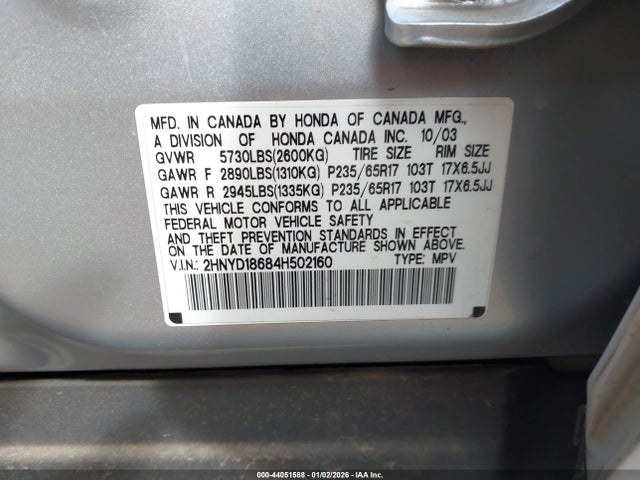 MFD. IN CANADA BY HONDA OF CANADA MFG.,
A DIVISION OF HONDA CANADA INC. 10/03
GVWR 5730LBS(2600KG) TIRE SIZE RIM SIZE
GAWR F 2890LBS(1310KG) P235/65R17 103T 17X6.5JJ
GAWR R 2945LBS(1335KG) P235/65R17 103T 17X6.5JJ
THIS VEHICLE CONFORMS TO ALL APPLICABLE
FEDERAL MOTOR VEHICLE SAFETY
AND THEFT PREVENTION STANDARDS IN EFFECT
ON THE DATE OF MANUFACTURE SHOWN ABOVE.
V.I.N.: 2HNYD18684H502160 TYPE: MPV
000-44051588 - 01/02/2026 - IAA Inc.